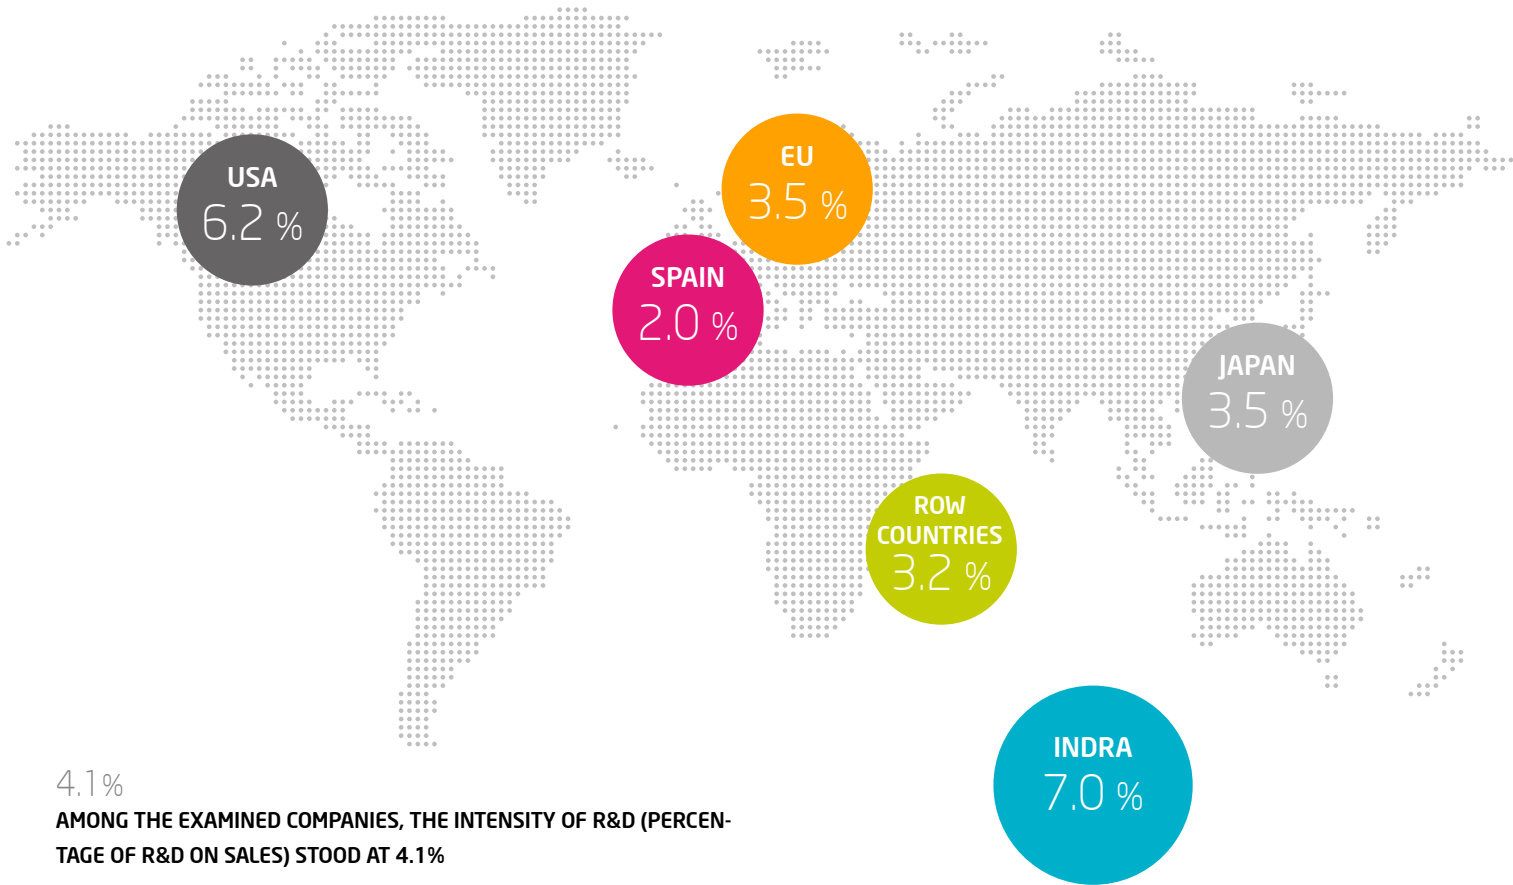 EU
3.5 %
USA
6.2 %
SPAIN
2.0 %
JAPAN
3.5 %
ROW
COUNTRIES
3.2 %
INDRA
7.0 %
4.1%
AMONG THE EXAMINED COMPANIES, THE INTENSITY OF R&D (PERCEN-
TAGE OF R&D ON SALES) STOOD AT 4.1%